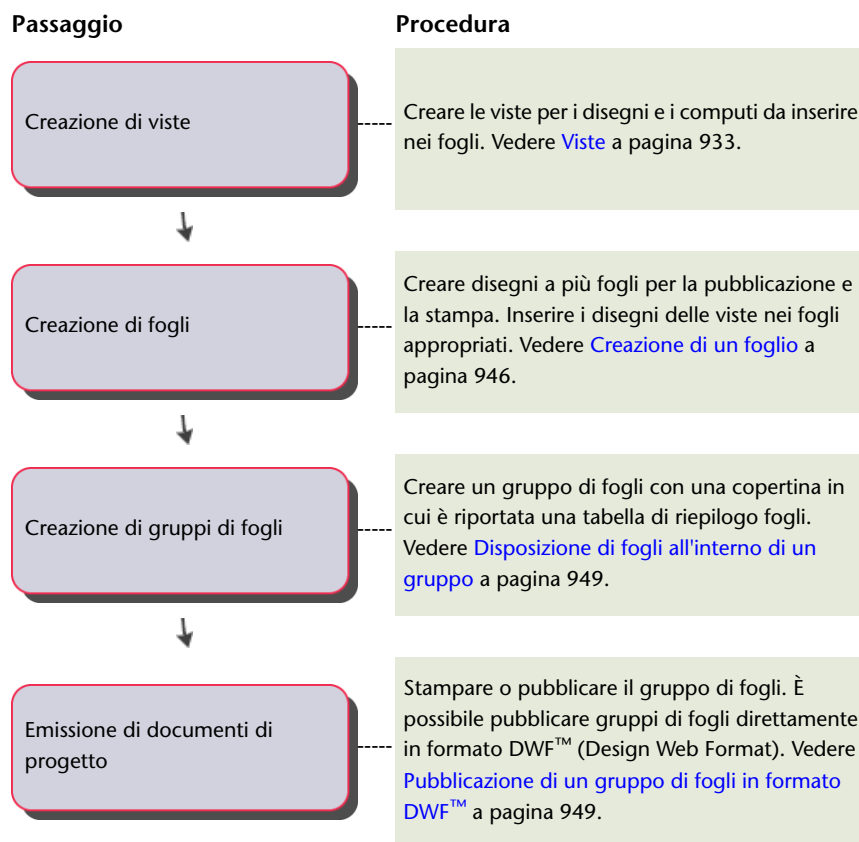 Passaggio
Procedura
Creazione di viste
Creare le viste per i disegni e i computi da inserire
nei fogli. Vedere Viste a pagina 933.
Creazione di fogli
Creare disegni a più fogli per la pubblicazione e
la stampa. Inserire i disegni delle viste nei fogli
appropriati. Vedere Creazione di un foglio a
pagina 946.
Creazione di gruppi di fogli
Creare un gruppo di fogli con una copertina in
cui è riportata una tabella di riepilogo fogli.
Vedere Disposizione di fogli all'interno di un
gruppo a pagina 949.
Emissione di documenti di
progetto
Stampare o pubblicare il gruppo di fogli. È
possibile pubblicare gruppi di fogli direttamente
in formato DWF™ (Design Web Format). Vedere
Pubblicazione di un gruppo di fogli in formato
DWF™ a pagina 949.